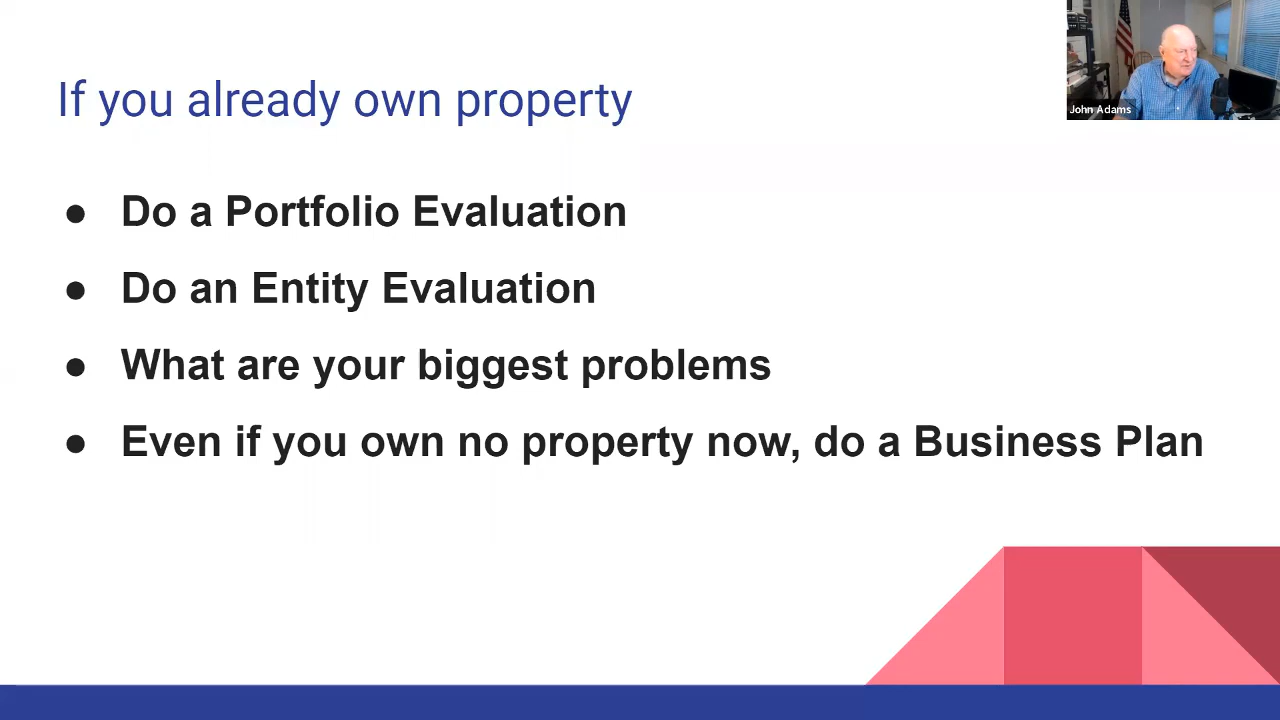 If you already own property
John Adams
● Do a Portfolio Evaluation
● Do an Entity Evaluation
● What are your biggest problems
● Even if you own no property now, do a Business Plan